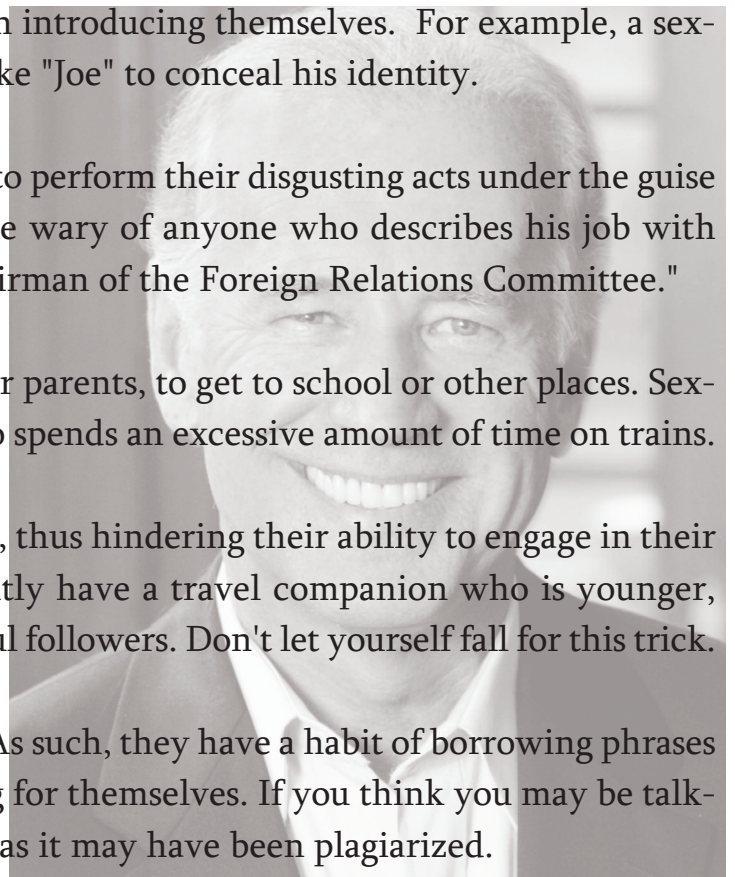 introducing themselves.  For example, a sex-
ke "Joe" to conceal his identity.
to perform their disgusting acts under the guise
e wary of anyone who describes his job with
irman of the Foreign Relations Committee."
r parents, to get to school or other places. Sex-
spends an excessive amount of time on trains.
, thus hindering their ability to engage in their
tly have a travel companion who is younger,
ul followers. Don't let yourself fall for this trick.
As such, they have a habit of borrowing phrases
g for themselves. If you think you may be talk-
as it may have been plagiarized.